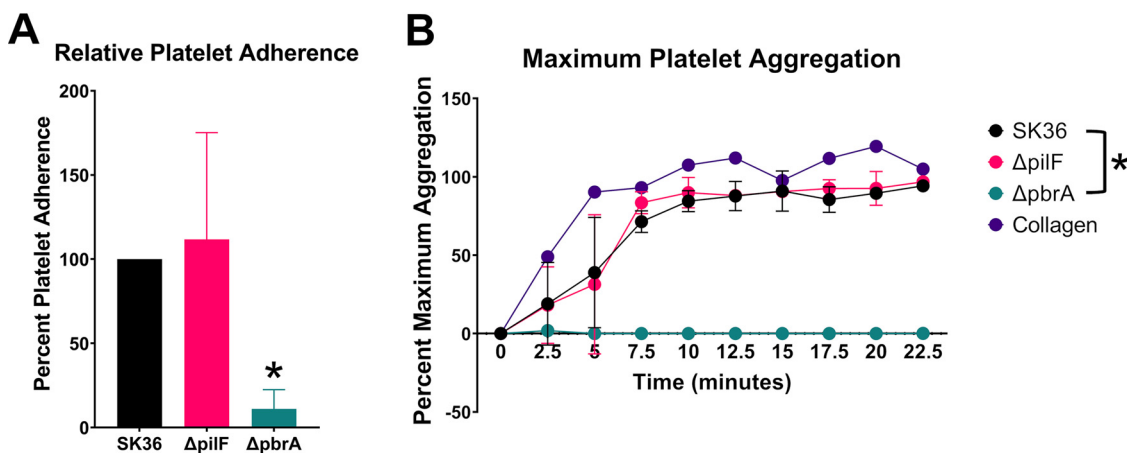 A
Relative Platelet Adherence
Percent Platelet Adherence
200
150
100
50
0
SK36 ΔpilF ΔpbrA
*
B
Maximum Platelet Aggregation
Percent Maximum Aggregation
150
100
50
0
-50
0 2.5 5 7.5 10 12.5 15 17.5 20 22.5
Time (minutes)
SK36
ΔpilF
ΔpbrA
Collagen
*